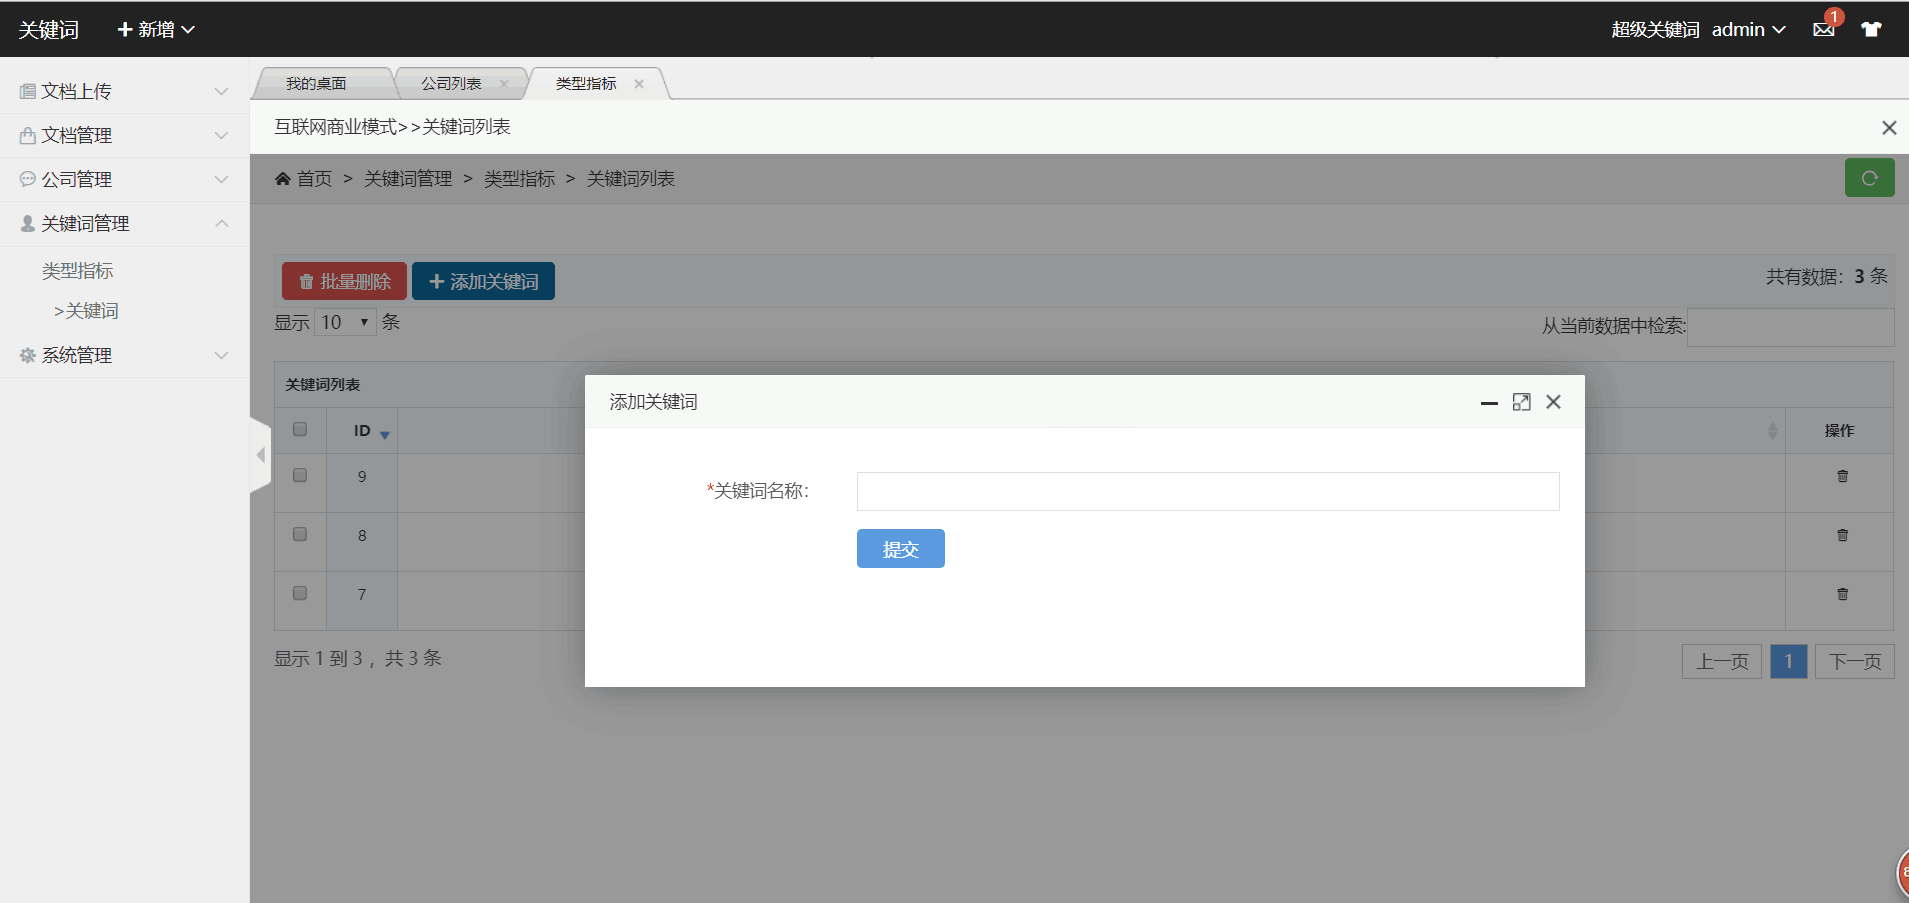 关键词 新增 超级关键词 admin 1
文档上传
文档管理
公司管理
关键词管理
类型指标
>关键词
系统管理
我的桌面 公司列表 类型指标
互联网商业模式>>关键词列表
首页 > 关键词管理 > 类型指标 > 关键词列表
批量删除 添加关键词 共有数据：3 条
显示 10 条 从当前数据中检索:
关键词列表
ID 操作
9
8
7
显示 1 到 3 ，共 3 条
上一页 1 下一页
添加关键词
*关键词名称：
提交